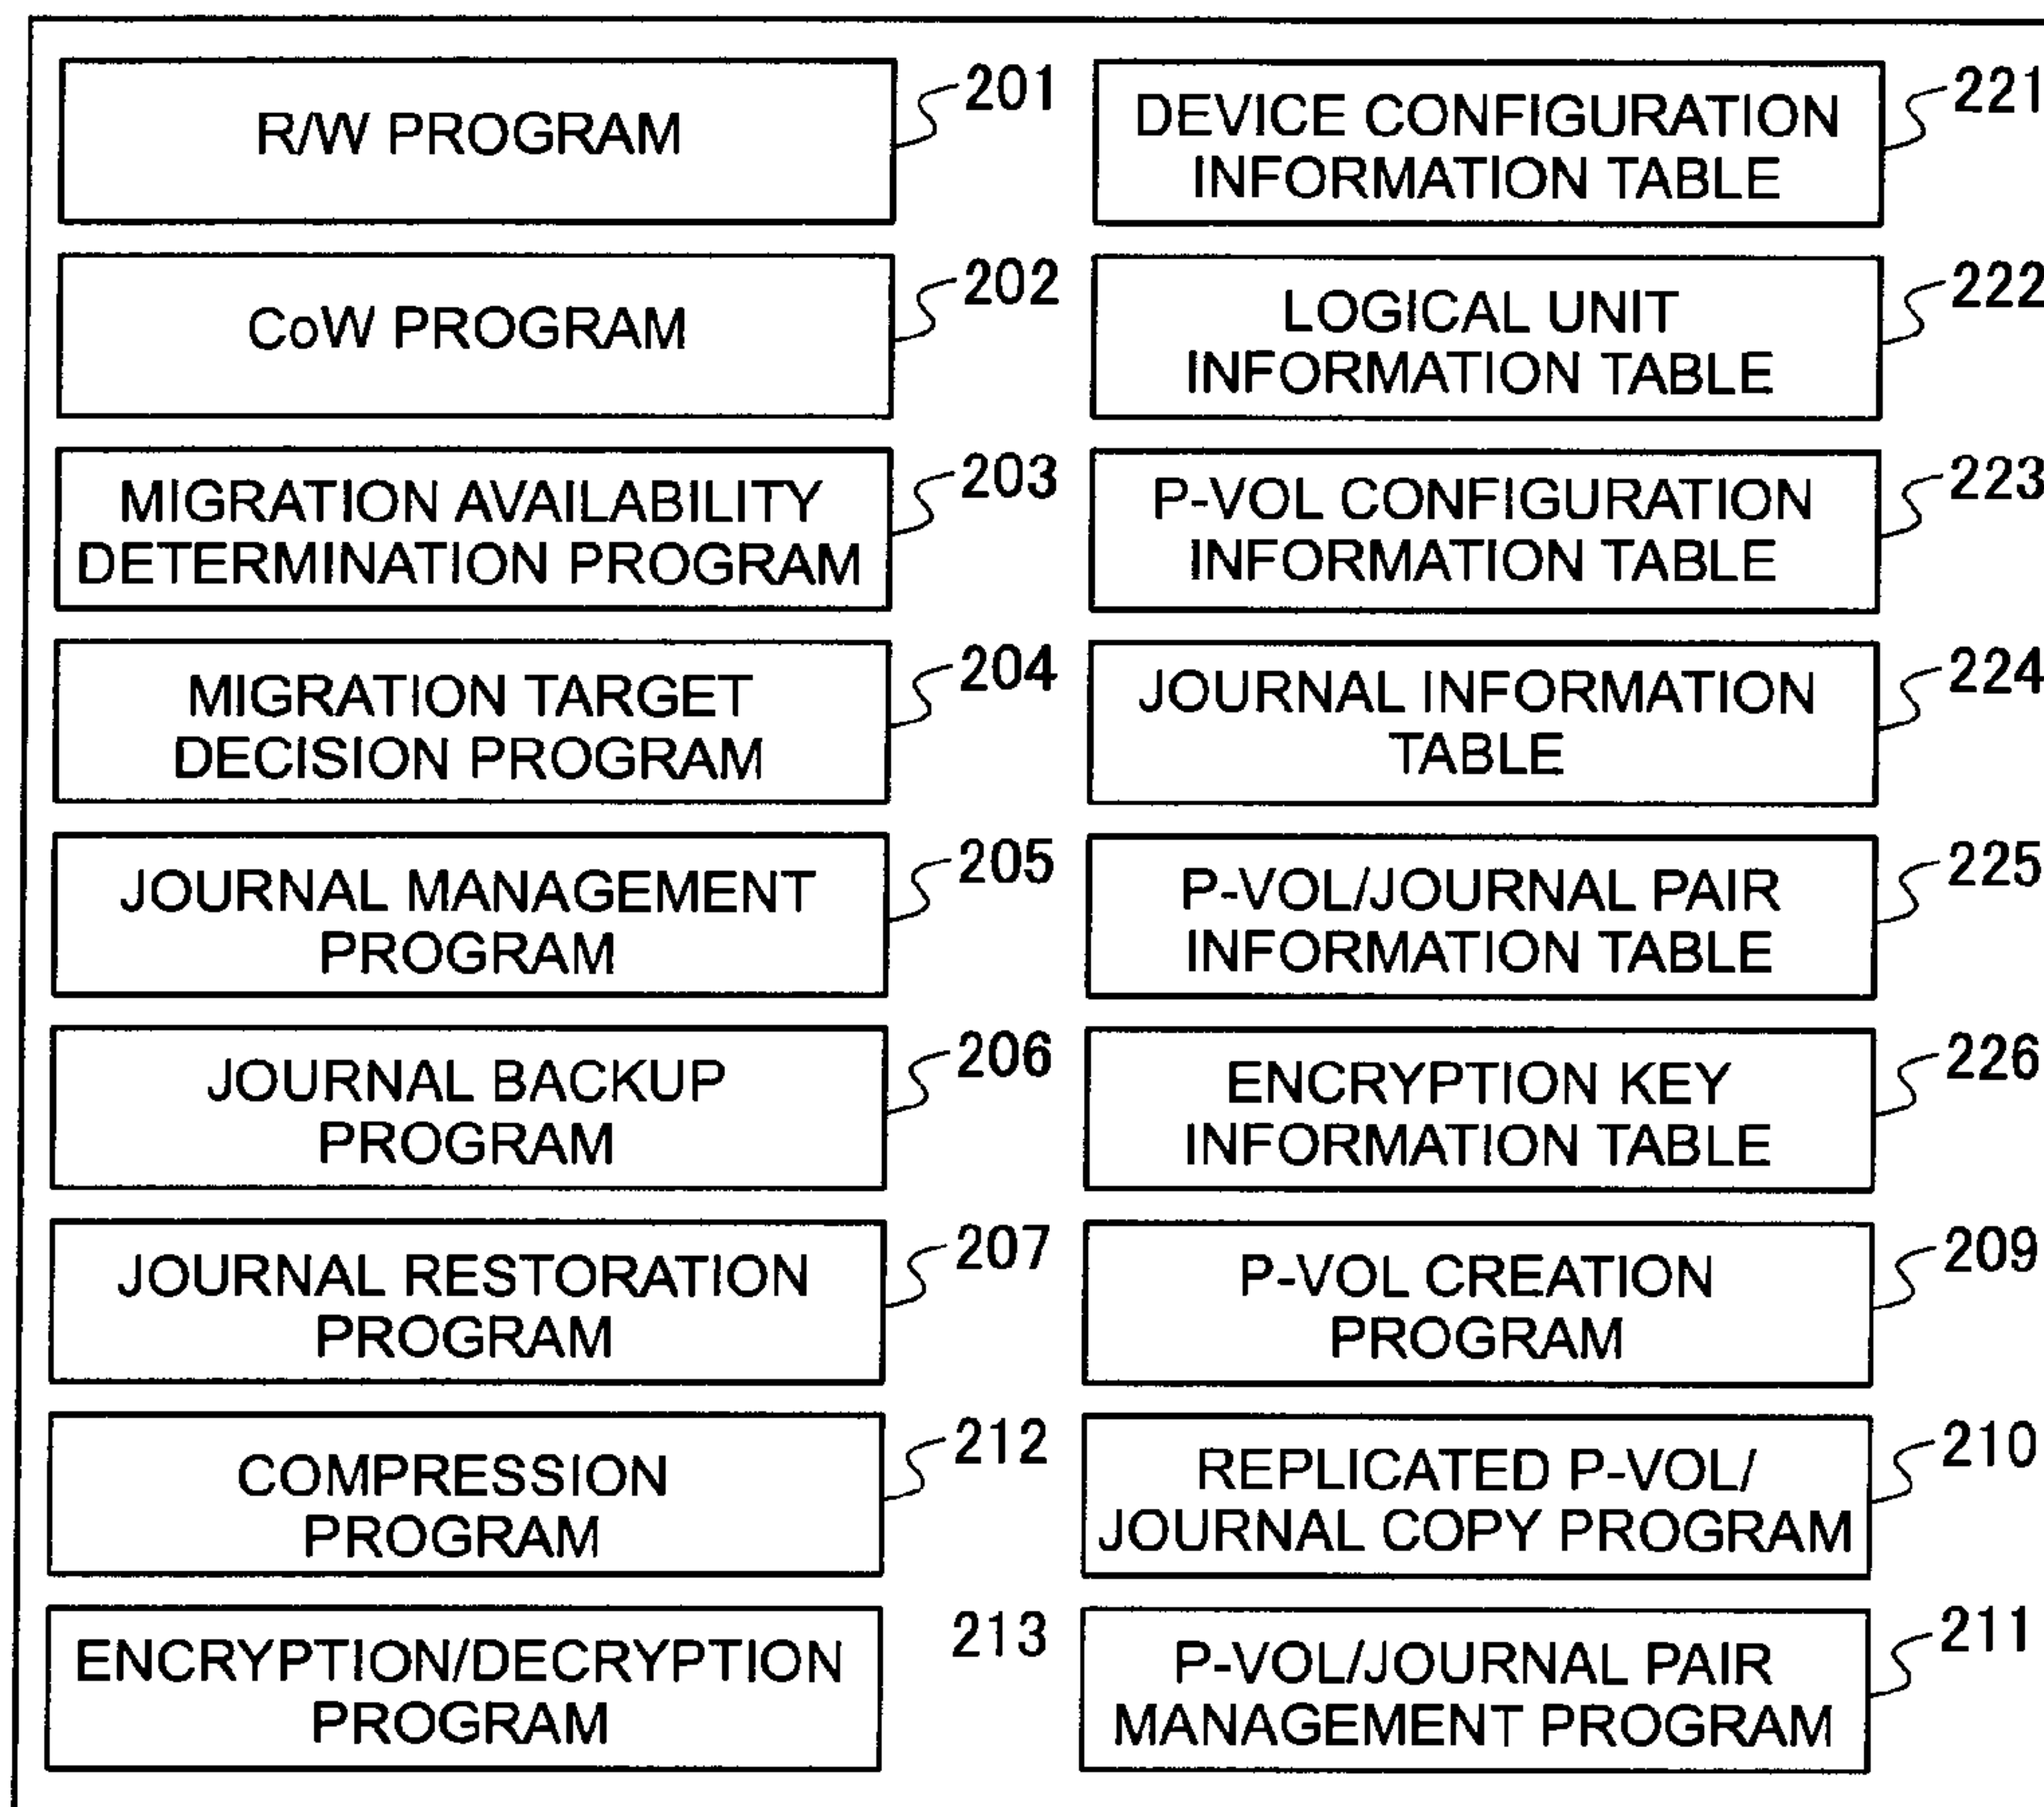 R/W PROGRAM
201
CoW PROGRAM
202
MIGRATION AVAILABILITY
DETERMINATION PROGRAM
203
MIGRATION TARGET
DECISION PROGRAM
204
JOURNAL MANAGEMENT
PROGRAM
205
JOURNAL BACKUP
PROGRAM
206
JOURNAL RESTORATION
PROGRAM
207
COMPRESSION
PROGRAM
212
ENCRYPTION/DECRYPTION
PROGRAM
213
DEVICE CONFIGURATION
INFORMATION TABLE
221
LOGICAL UNIT
INFORMATION TABLE
222
P-VOL CONFIGURATION
INFORMATION TABLE
223
JOURNAL INFORMATION
TABLE
224
P-VOL/JOURNAL PAIR
INFORMATION TABLE
225
ENCRYPTION KEY
INFORMATION TABLE
226
P-VOL CREATION
PROGRAM
209
REPLICATED P-VOL/
JOURNAL COPY PROGRAM
210
P-VOL/JOURNAL PAIR
MANAGEMENT PROGRAM
211